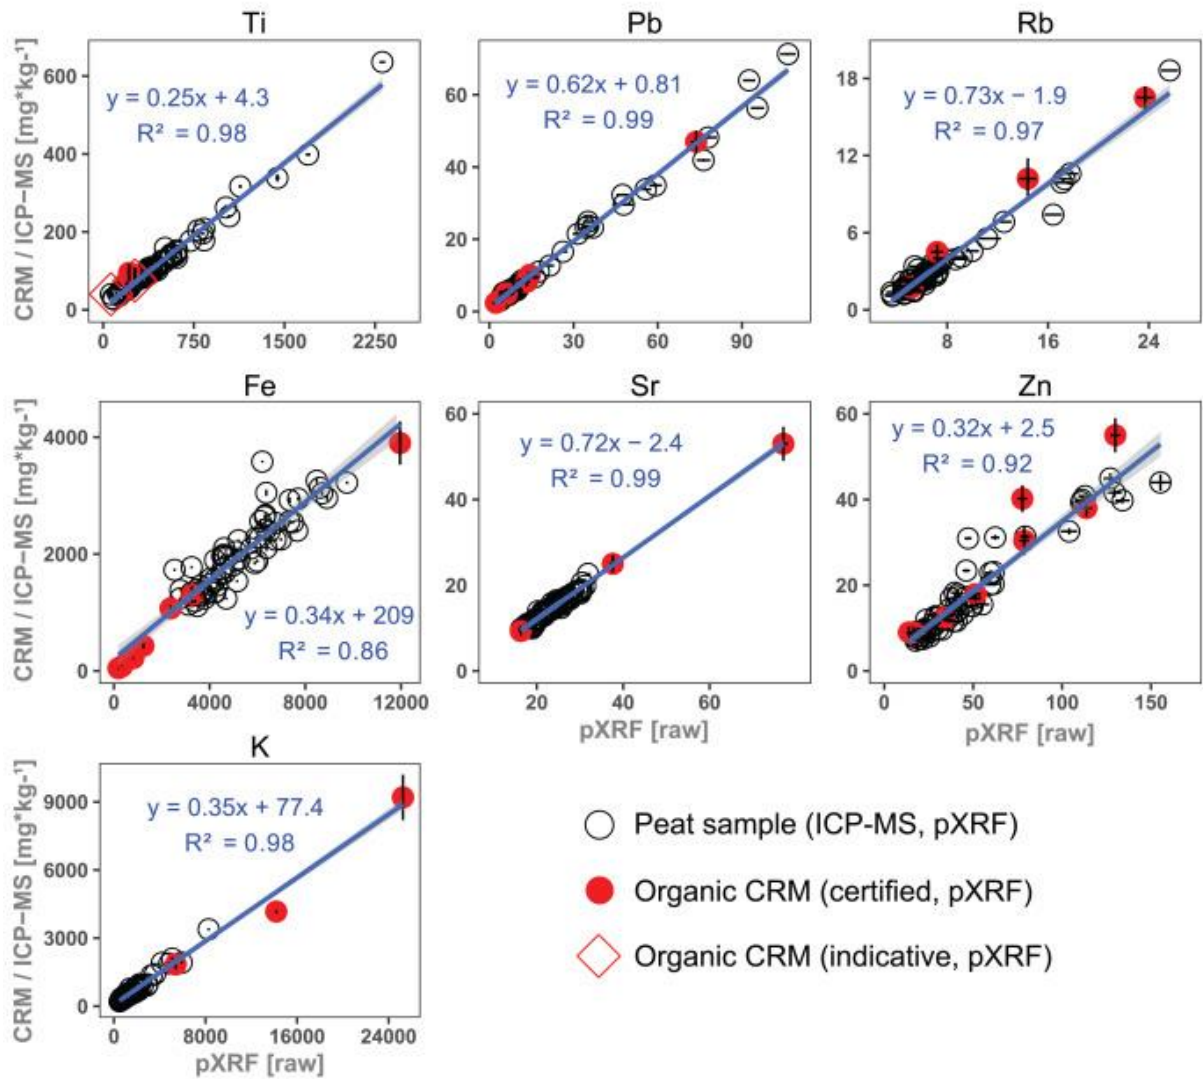 Ti
Pb
Rb
CRM / ICP−MS [mg*kg-¹]
600
400
200
0
y = 0.25x + 4.3
R² = 0.98
0
750
1500
2250
60
40
20
0
y = 0.62x + 0.81
R² = 0.99
0
30
60
90
18
12
6
0
y = 0.73x − 1.9
R² = 0.97
8
16
24
Fe
Sr
Zn
CRM / ICP−MS [mg*kg-¹]
4000
2000
0
y = 0.34x + 209
R² = 0.86
0
4000
8000
12000
60
40
20
0
y = 0.72x − 2.4
R² = 0.99
20
40
60
pXRF [raw]
60
40
20
0
y = 0.32x + 2.5
R² = 0.92
0
50
100
150
pXRF [raw]
K
CRM / ICP−MS [mg*kg-¹]
9000
6000
3000
0
y = 0.35x + 77.4
R² = 0.98
0
8000
16000
24000
pXRF [raw]
Peat sample (ICP-MS, pXRF)
Organic CRM (certified, pXRF)
Organic CRM (indicative, pXRF)